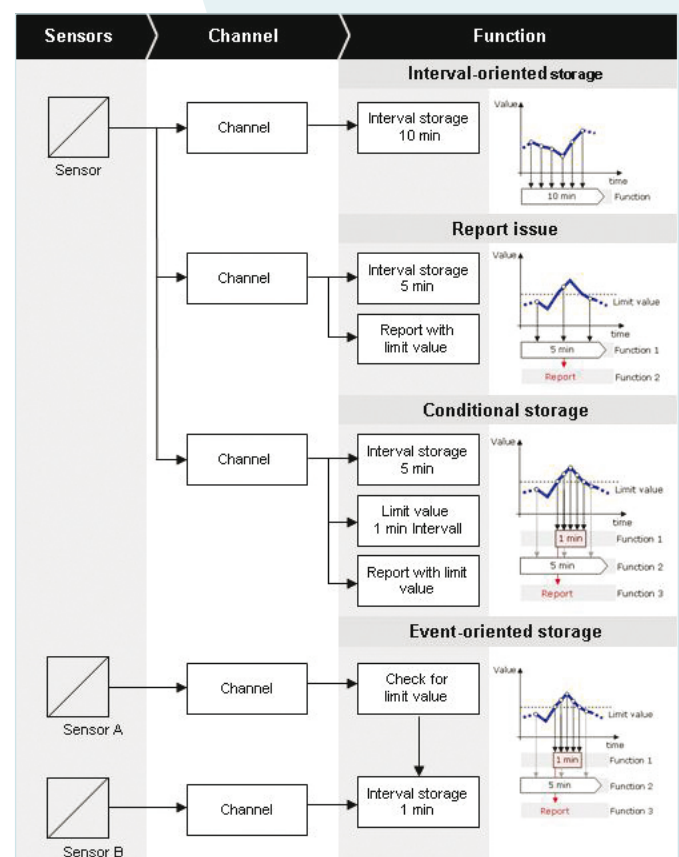 Sensors
Channel
Function
Interval-oriented storage
Sensor
Channel
Interval storage
10 min
Value
time
10 min
Function
Report issue
Channel
Interval storage
5 min
Report with
limit value
Value
Limit value
time
5 min
Function 1
Report
Function 2
Conditional storage
Channel
Interval storage
5 min
Limit value
1 min Intervall
Report with limit
value
Value
Limit value
time
1 min
Function 1
5 min
Function 2
Report
Function 3
Event-oriented storage
Sensor A
Channel
Check for
limit value
Value
Limit value
time
1 min
Function 1
5 min
Function 2
Report
Function 3
Sensor B
Channel
Interval storage
1 min